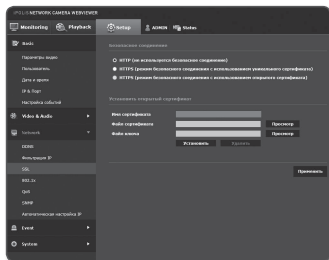 IPOLIS NETWORK CAMERA WEBVIEWER
Monitoring
Playback
Setup
ADMIN
Status
Basic
Параметры видео
Пользователь
Дата и время
IP & Порт
Настройка событий
Video & Audio
Network
DDNS
Фильтрация IP
SSL
802.1x
QoS
SNMP
Автоматическая настройка IP
Event
System
Безопасное соединение
HTTP (не используется безопасное соединение)
HTTPS (режим безопасного соединения с использованием уникального сертификата)
HTTPS (режим безопасного соединения с использованием открытого сертификата)
Установить открытый сертификат
Имя сертификата
Файл сертификата
Просмотр
Файл ключа
Просмотр
Установить
Удалить
Применить